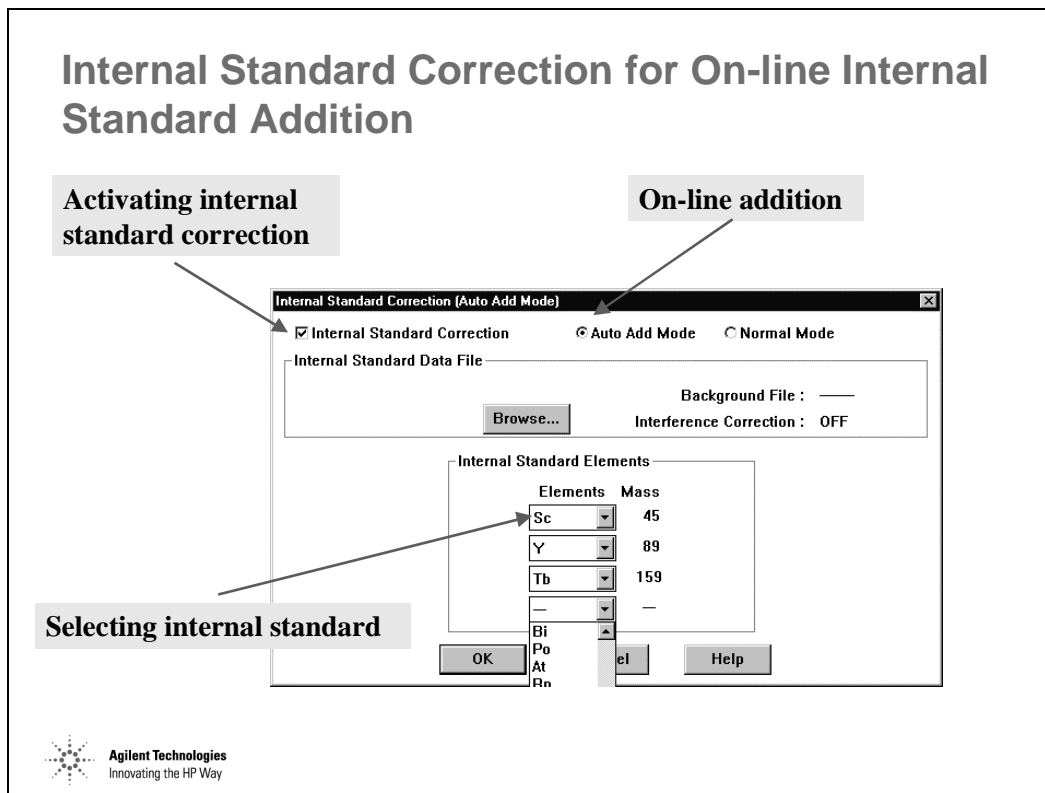 Internal Standard Correction for On-line Internal
Standard Addition
Activating internal
standard correction
On-line addition
Internal Standard Correction (Auto Add Mode)
Internal Standard Correction
Auto Add Mode
Normal Mode
Internal Standard Data File
Background File : ——
Browse...
Interference Correction : OFF
Internal Standard Elements
Elements Mass
Sc 45
Y 89
Tb 159
— —
Selecting internal standard
Bi
Po
At
OK
el
Help
Agilent Technologies
Innovating the HP Way